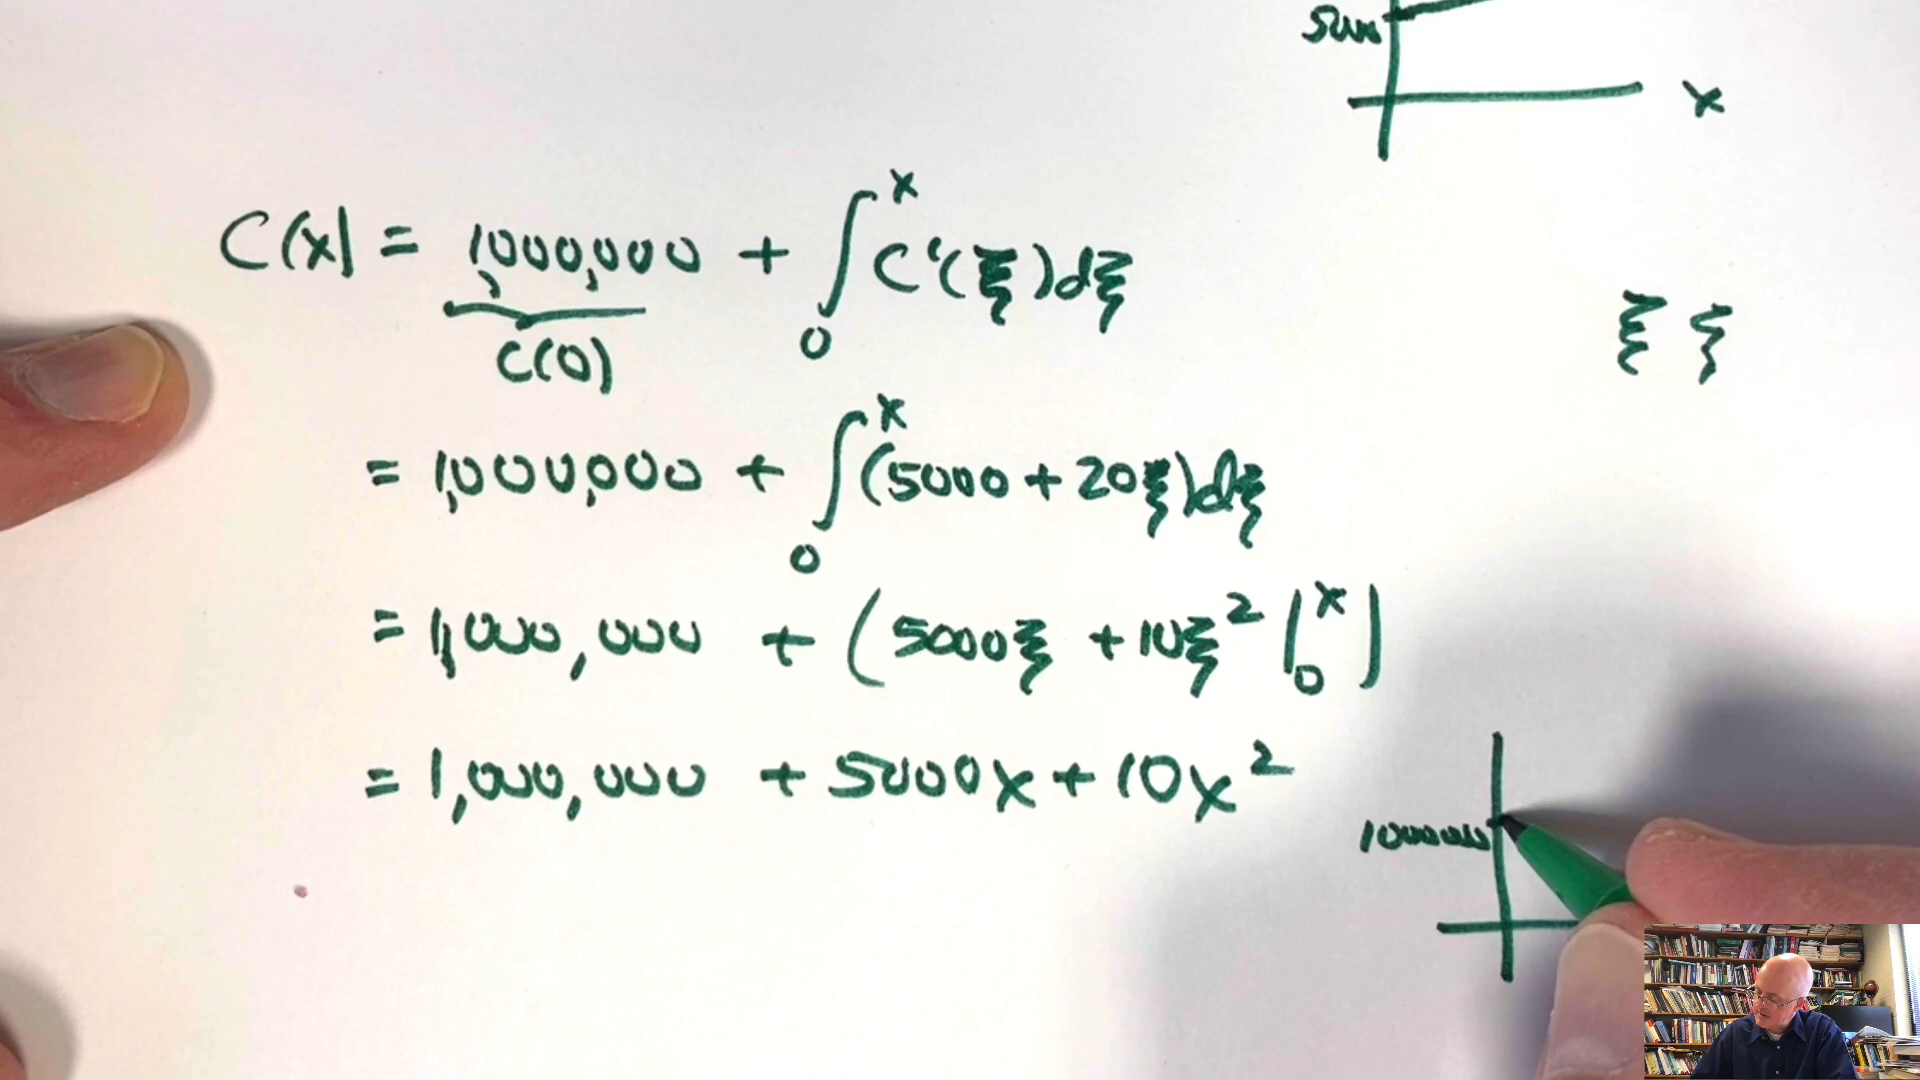 5000
x
C(x) = 1,000,000 + ∫₀ˣ C'(ξ)dξ
C(0)
ξ ξ
= 1,000,000 + ∫₀ˣ (5000 + 20ξ)dξ
= 1,000,000 + (5000ξ + 10ξ² |₀ˣ)
= 1,000,000 + 5000x + 10x²
1000000